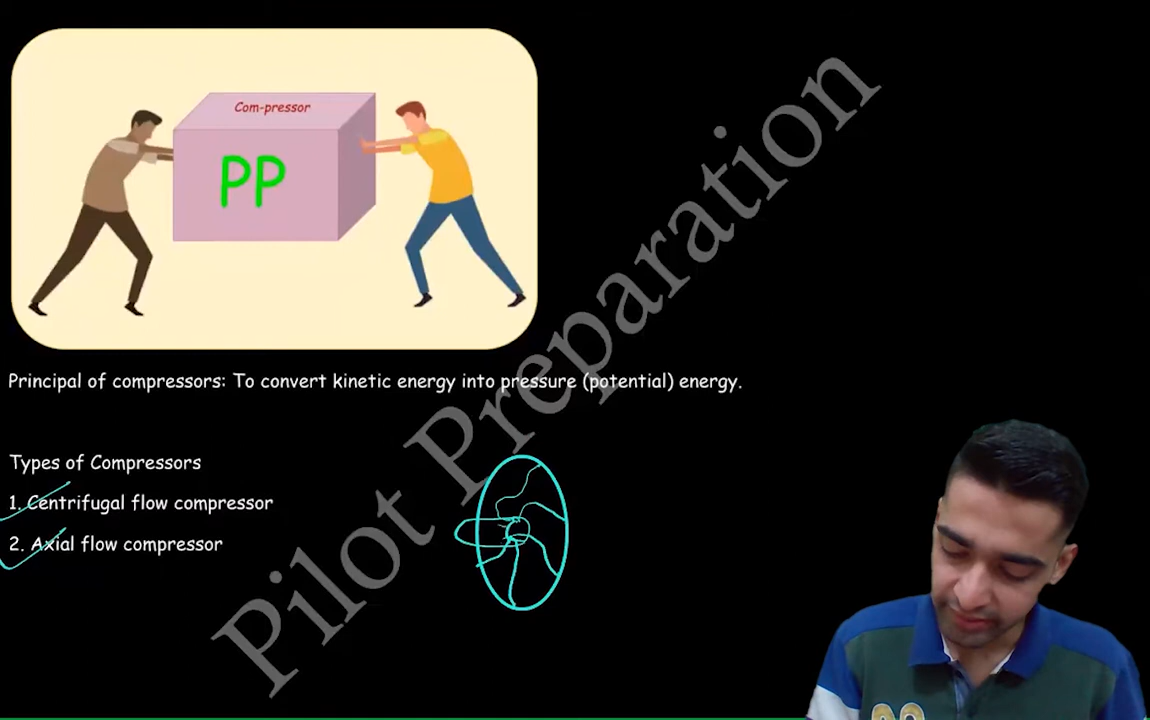 Com-pressor
PP
Pilot Preparation
Principal of compressors: To convert kinetic energy into pressure (potential) energy.
Types of Compressors
1. Centrifugal flow compressor
2. Axial flow compressor